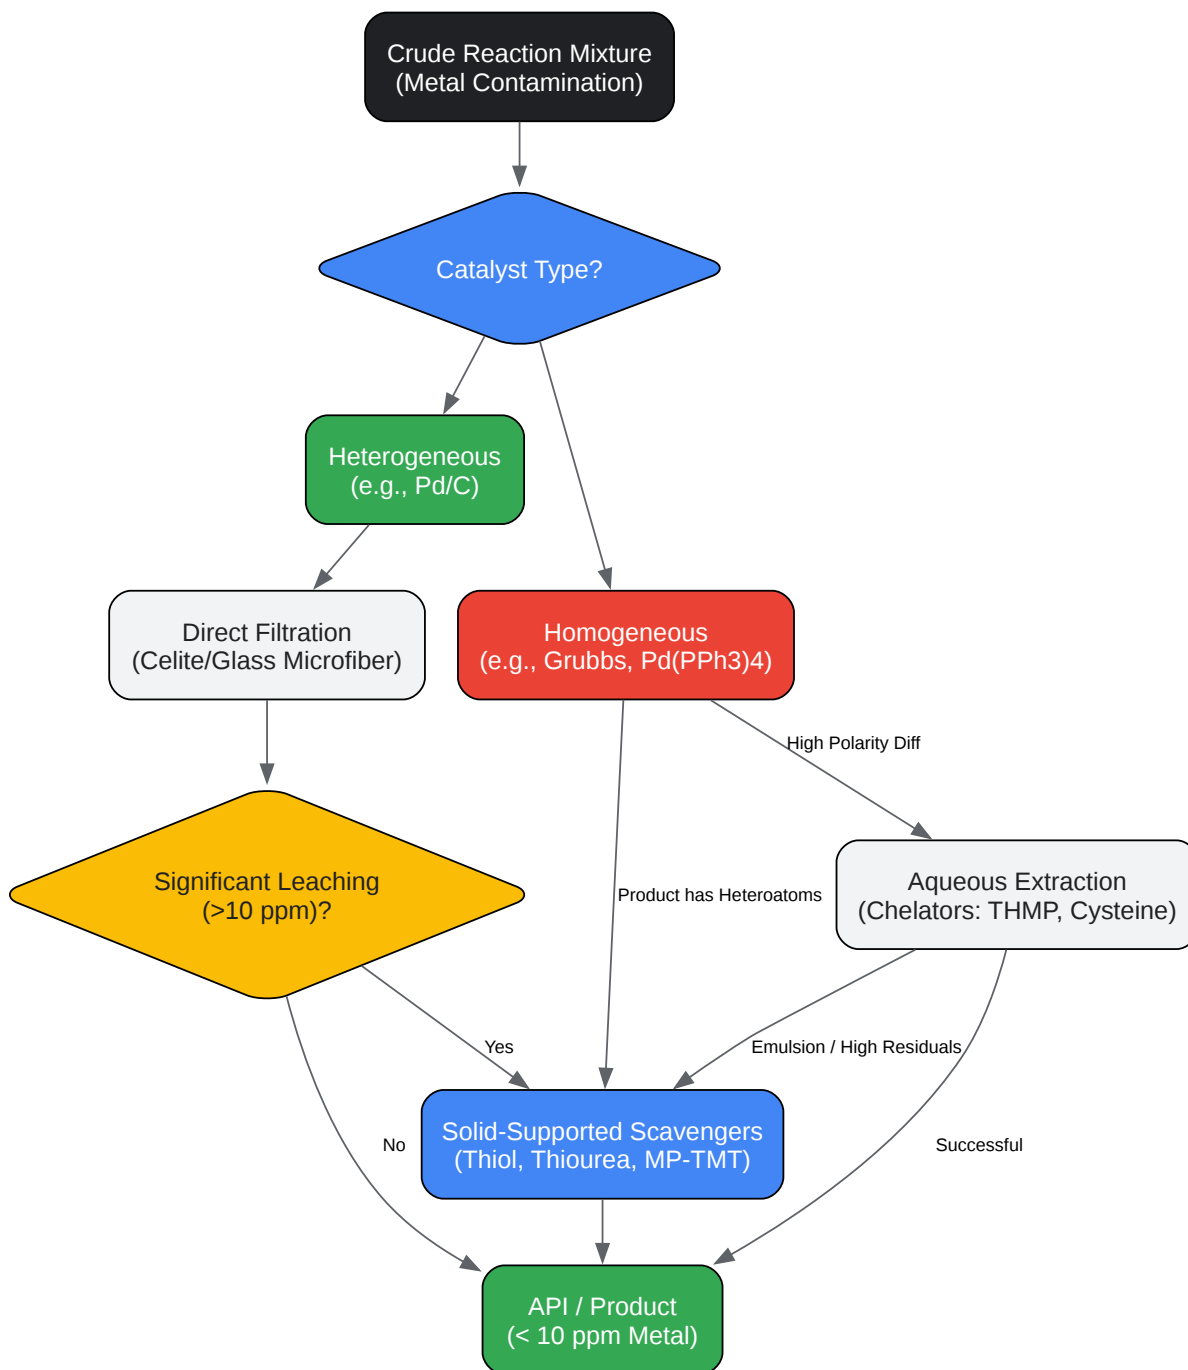 Crude Reaction Mixture
(Metal Contamination)
Catalyst Type?
Heterogeneous
(e.g., Pd/C)
Direct Filtration
(Celite/Glass Microfiber)
Homogeneous
(e.g., Grubbs, Pd(PPh3)4)
High Polarity Diff
Significant Leaching
(>10 ppm)?
Product has Heteroatoms
Aqueous Extraction
(Chelators: THMP, Cysteine)
Yes
Emulsion / High Residuals
No
Solid-Supported Scavengers
(Thiol, Thiourea, MP-TMT)
Successful
API / Product
(< 10 ppm Metal)